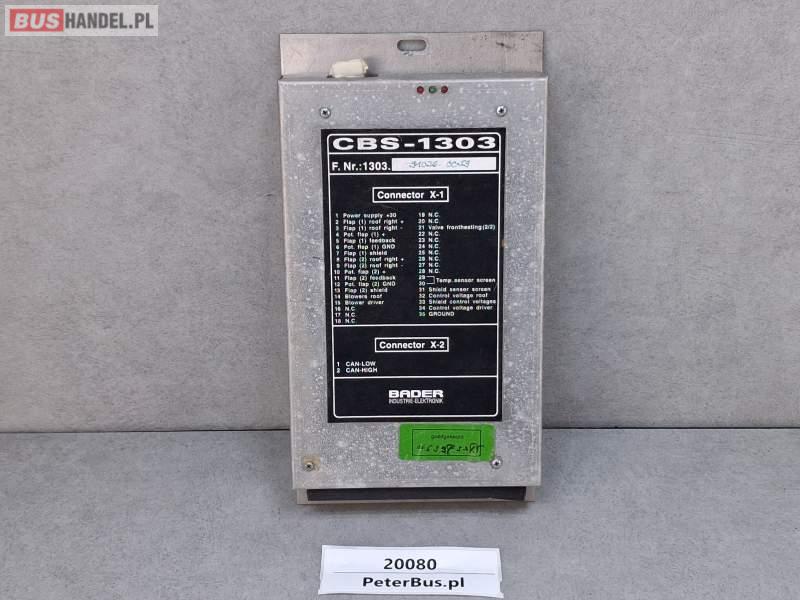 BUSHANDEL.PL
CBS-1303
F. Nr.:1303.
Connector X-1
1 Power supply +30
2 Flap (1) roof right +
3 Flap (1) roof right -
4 Pot. flap (1) +
5 Flap (1) feedback
6 Pot. flap (1) GND
7 Flap (1) shield
8 Flap (2) roof right +
9 Flap (2) roof right -
10 Pot. flap (2) +
11 Flap (2) feedback
12 Pot. flap (2) GND
13 Flap (2) shield
14 Blowers roof
15 Blower driver
16 N.C.
17 N.C.
18 N.C.
19 N.C.
20 N.C.
21 Valve frontheating(2/2)
22 N.C.
23 N.C.
24 N.C.
25 N.C.
26 N.C.
27 N.C.
28 N.C.
29
30 Temp.sensor screen
31 Shield sensor screen
32 Control voltage roof
33 Shield control voltages
34 Control voltage driver
35 GROUND
Connector X-2
1 CAN-LOW
2 CAN-HIGH
BADER
INDUSTRIE-ELEKTRONIK
goedgekeurd
20080
PeterBus.pl